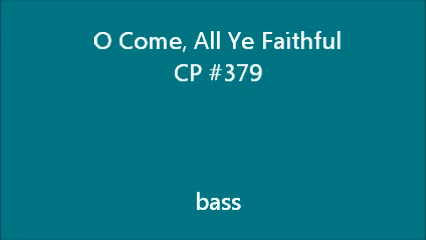 O Come, All Ye Faithful
CP #379
bass